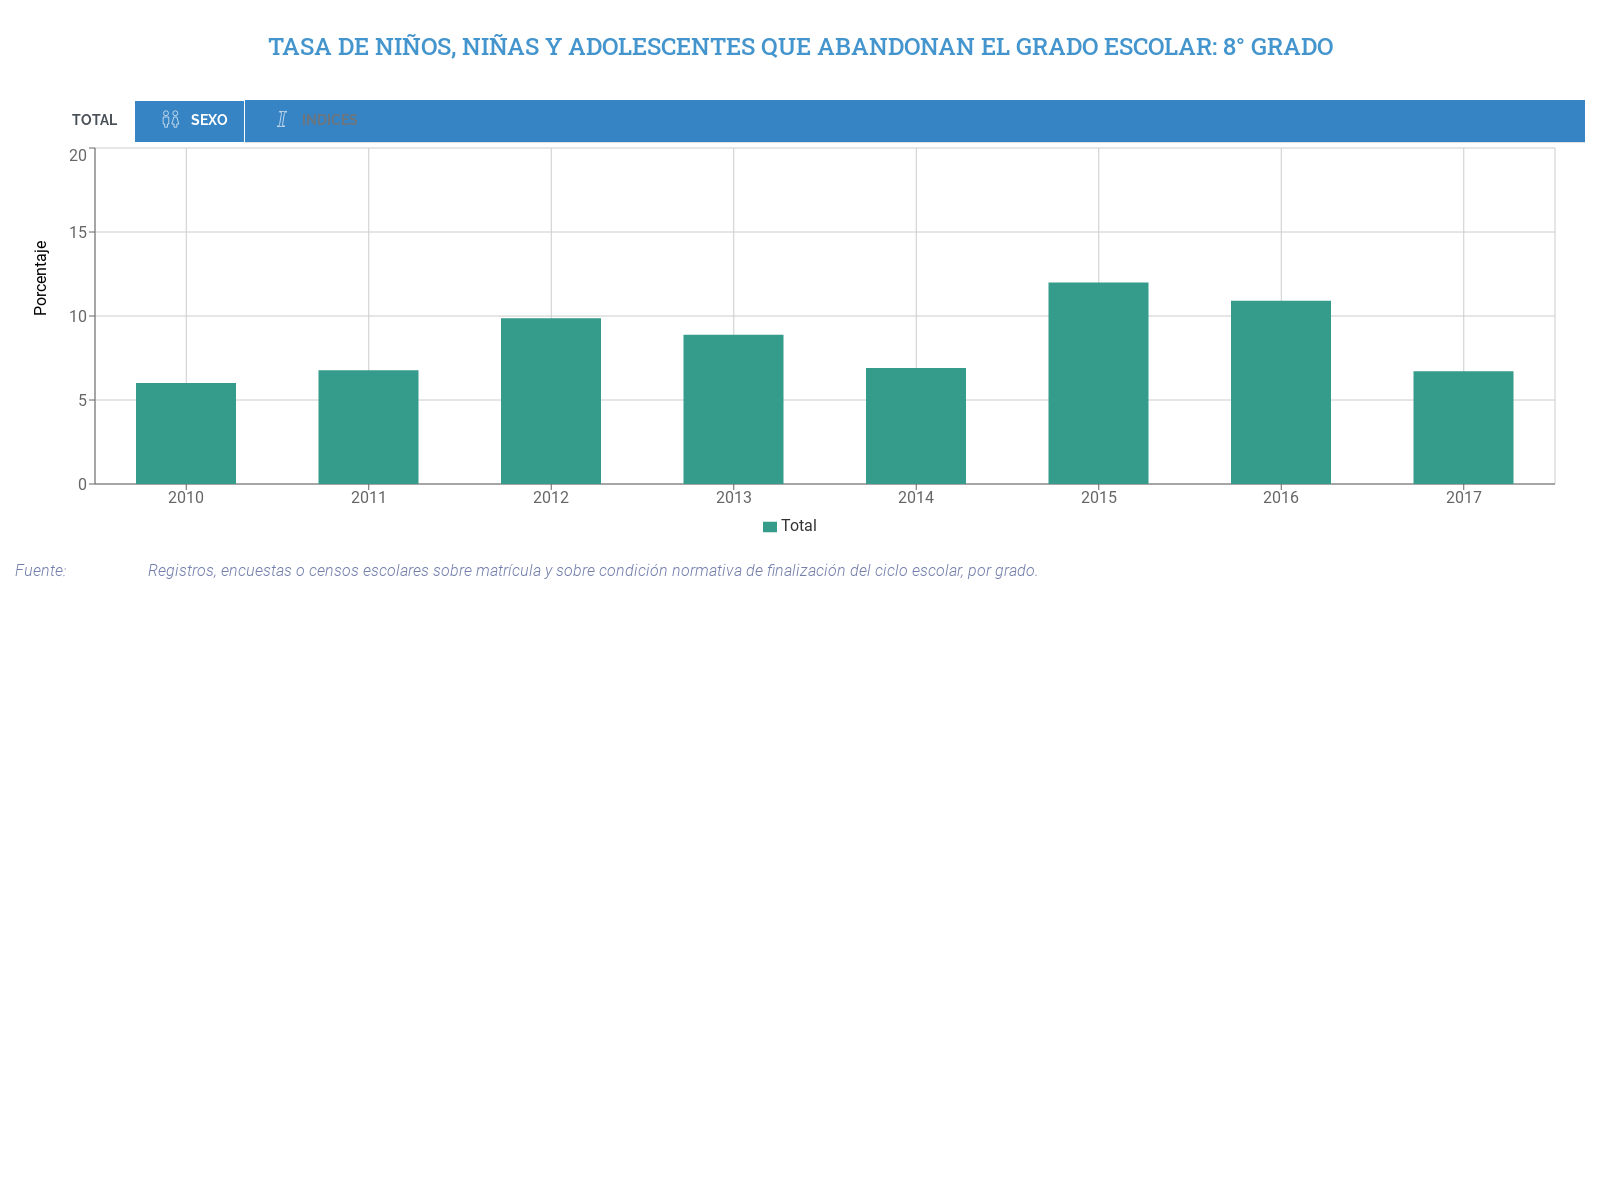 TASA DE NIÑOS, NIÑAS Y ADOLESCENTES QUE ABANDONAN EL GRADO ESCOLAR: 8° GRADO
TOTAL SEXO INDICES
20
15
10
5
0
Porcentaje
2010 2011 2012 2013 2014 2015 2016 2017
Total
Fuente: Registros, encuestas o censos escolares sobre matrícula y sobre condición normativa de finalización del ciclo escolar, por grado.